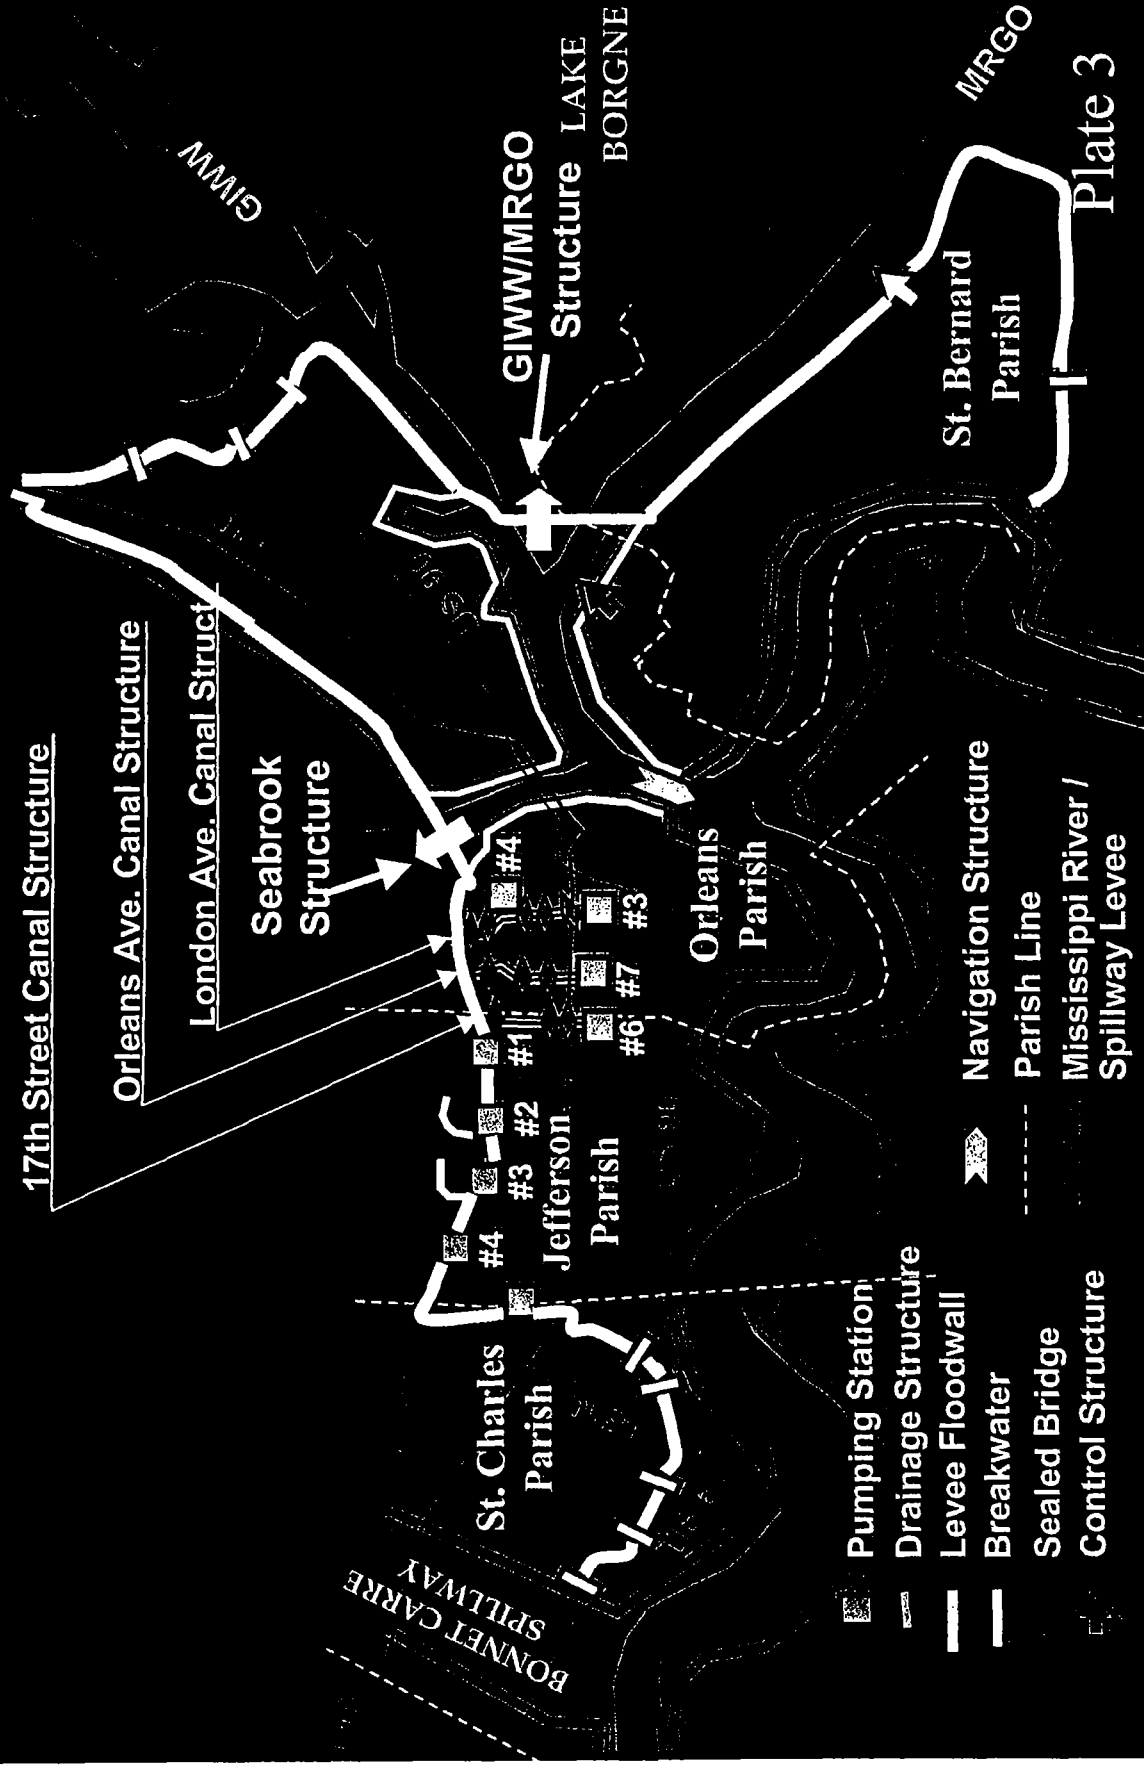 17th Street Canal Structure
Orleans Ave. Canal Structure
London Ave. Canal Struct
Seabrook
Structure
GIWW
GIWW/MRGO
Structure
LAKE
BORGNE
MRGO
#4
#3
#7
#6
#1
#2
#3
#4
Orleans
Parish
Jefferson
Parish
St. Charles
Parish
St. Bernard
Parish
BONNET CARRE
SPILLWAY
Pumping Station
Drainage Structure
Levee Floodwall
Breakwater
Sealed Bridge
Control Structure
Navigation Structure
Parish Line
Mississippi River /
Spillway Levee
Plate 3